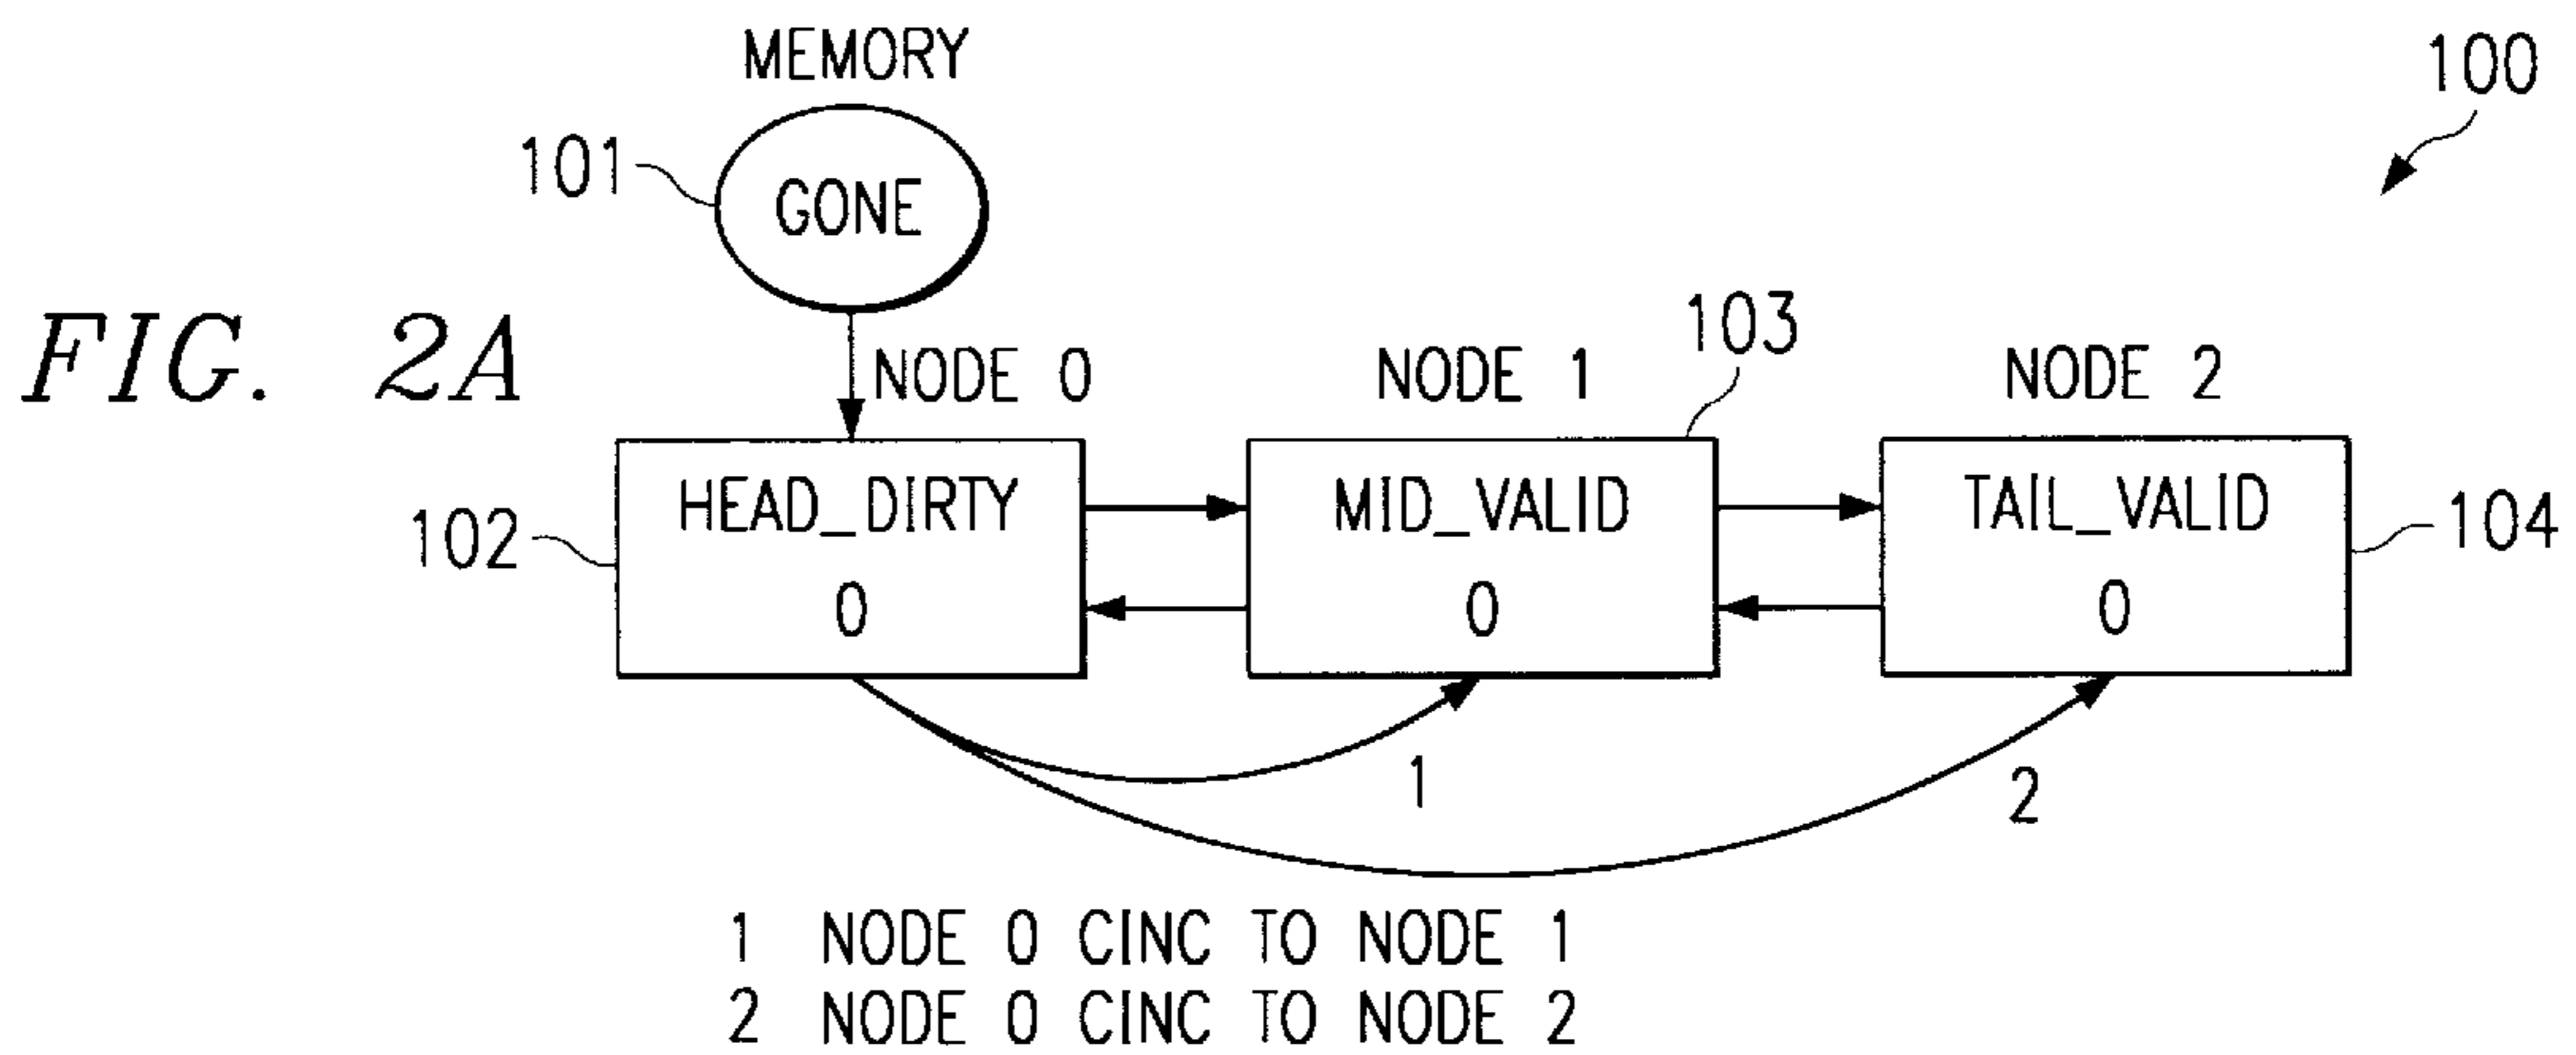 MEMORY
100
101
GONE
FIG. 2A
NODE 0
NODE 1
103
NODE 2
102
HEAD_DIRTY
0
MID_VALID
0
TAIL_VALID
0
104
1
2
1 NODE 0 CINC TO NODE 1
2 NODE 0 CINC TO NODE 2